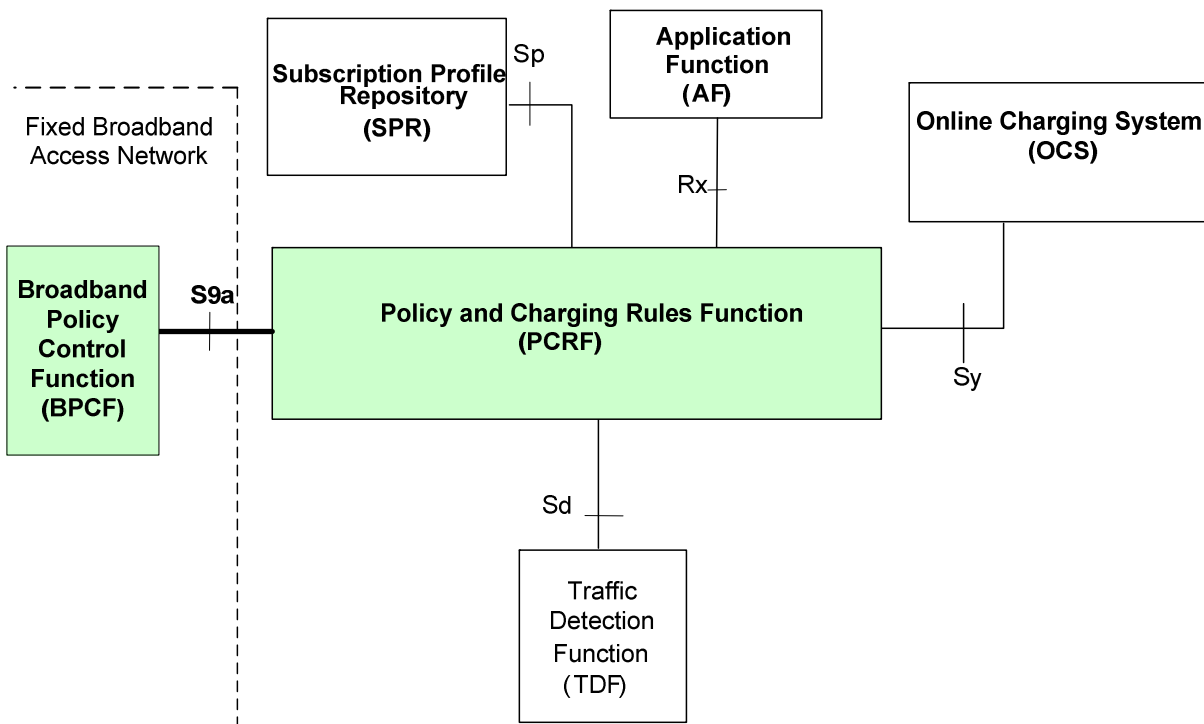 Sp
Subscription Profile
Repository
(SPR)
Application
Function
(AF)
Online Charging System
(OCS)
Fixed Broadband
Access Network
Rx
Broadband
Policy
Control
Function
(BPCF)
S9a
Policy and Charging Rules Function
(PCRF)
Sy
Sd
Traffic
Detection
Function
(TDF)